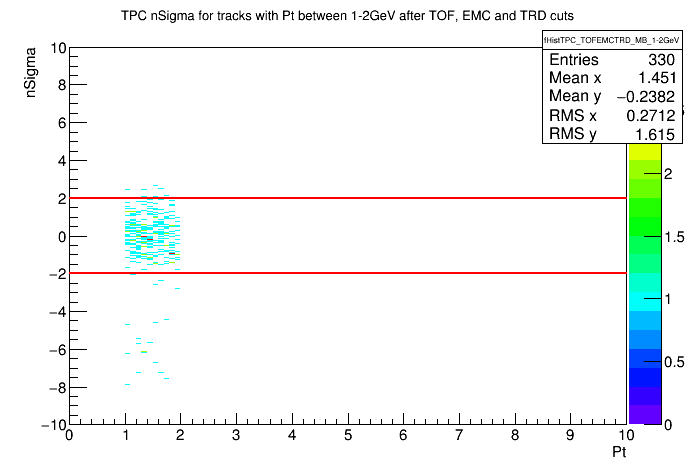 TPC nSigma for tracks with Pt between 1-2GeV after TOF, EMC and TRD cuts
fHistTPC_TOFEMCTRD_MB_1-2GeV
Entries 330
Mean x 1.451
Mean y −0.2382
RMS x 0.2712
RMS y 1.615
nSigma
10
8
6
4
2
0
−2
−4
−6
−8
−10
0 1 2 3 4 5 6 7 8 9 10
Pt
2
1.5
1
0.5
0